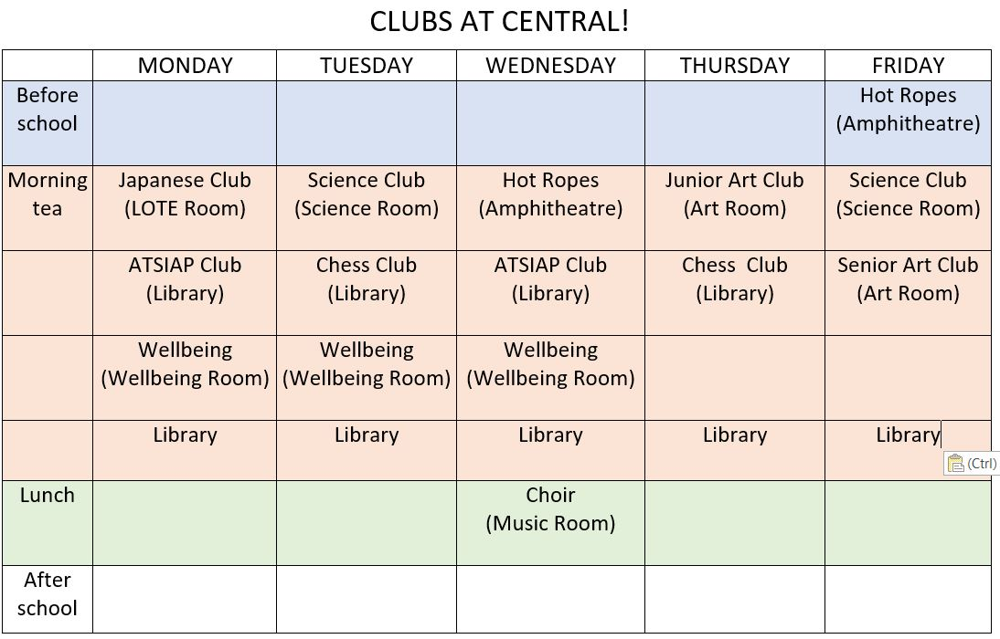 CLUBS AT CENTRAL!
MONDAY TUESDAY WEDNESDAY THURSDAY FRIDAY
Before Hot Ropes
school (Amphitheatre)
Morning Japanese Club Science Club Hot Ropes Junior Art Club Science Club
tea (LOTE Room) (Science Room) (Amphitheatre) (Art Room) (Science Room)
ATSIAP Club Chess Club ATSIAP Club Chess  Club Senior Art Club
(Library) (Library) (Library) (Library) (Art Room)
Wellbeing Wellbeing Wellbeing
(Wellbeing Room) (Wellbeing Room) (Wellbeing Room)
Library Library Library Library Library
(Ctrl)
Lunch Choir
(Music Room)
After
school